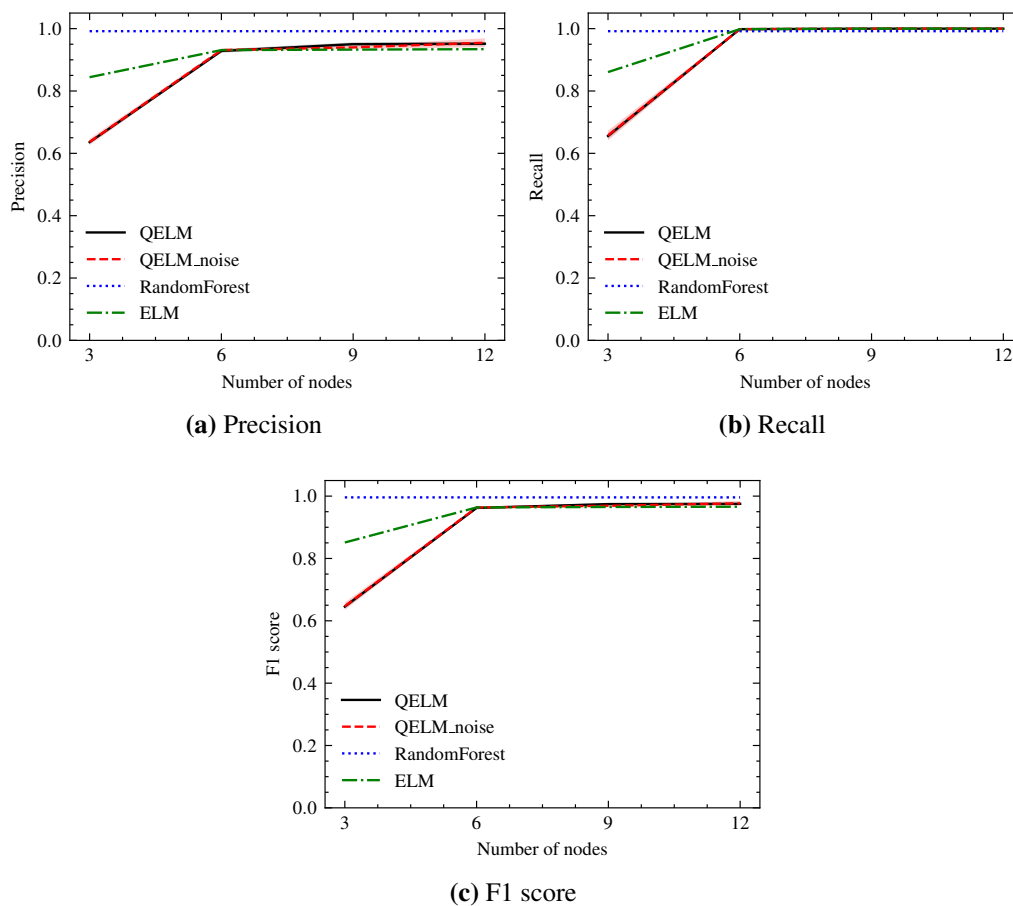 1.0
0.8
0.6
0.4
0.2
0.0
Precision
QELM
QELM_noise
RandomForest
ELM
3 6 9 12
Number of nodes
(a) Precision
1.0
0.8
0.6
0.4
0.2
0.0
Recall
QELM
QELM_noise
RandomForest
ELM
3 6 9 12
Number of nodes
(b) Recall
1.0
0.8
0.6
0.4
0.2
0.0
F1 score
QELM
QELM_noise
RandomForest
ELM
3 6 9 12
Number of nodes
(c) F1 score